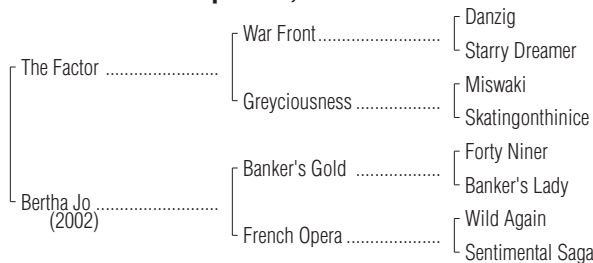 Danzig
War Front
Starry Dreamer
The Factor
Miswaki
Greyciousness
Skatingonthinice
Forty Niner
Banker's Gold
Banker's Lady
Bertha Jo
(2002)
Wild Again
French Opera
Sentimental Saga